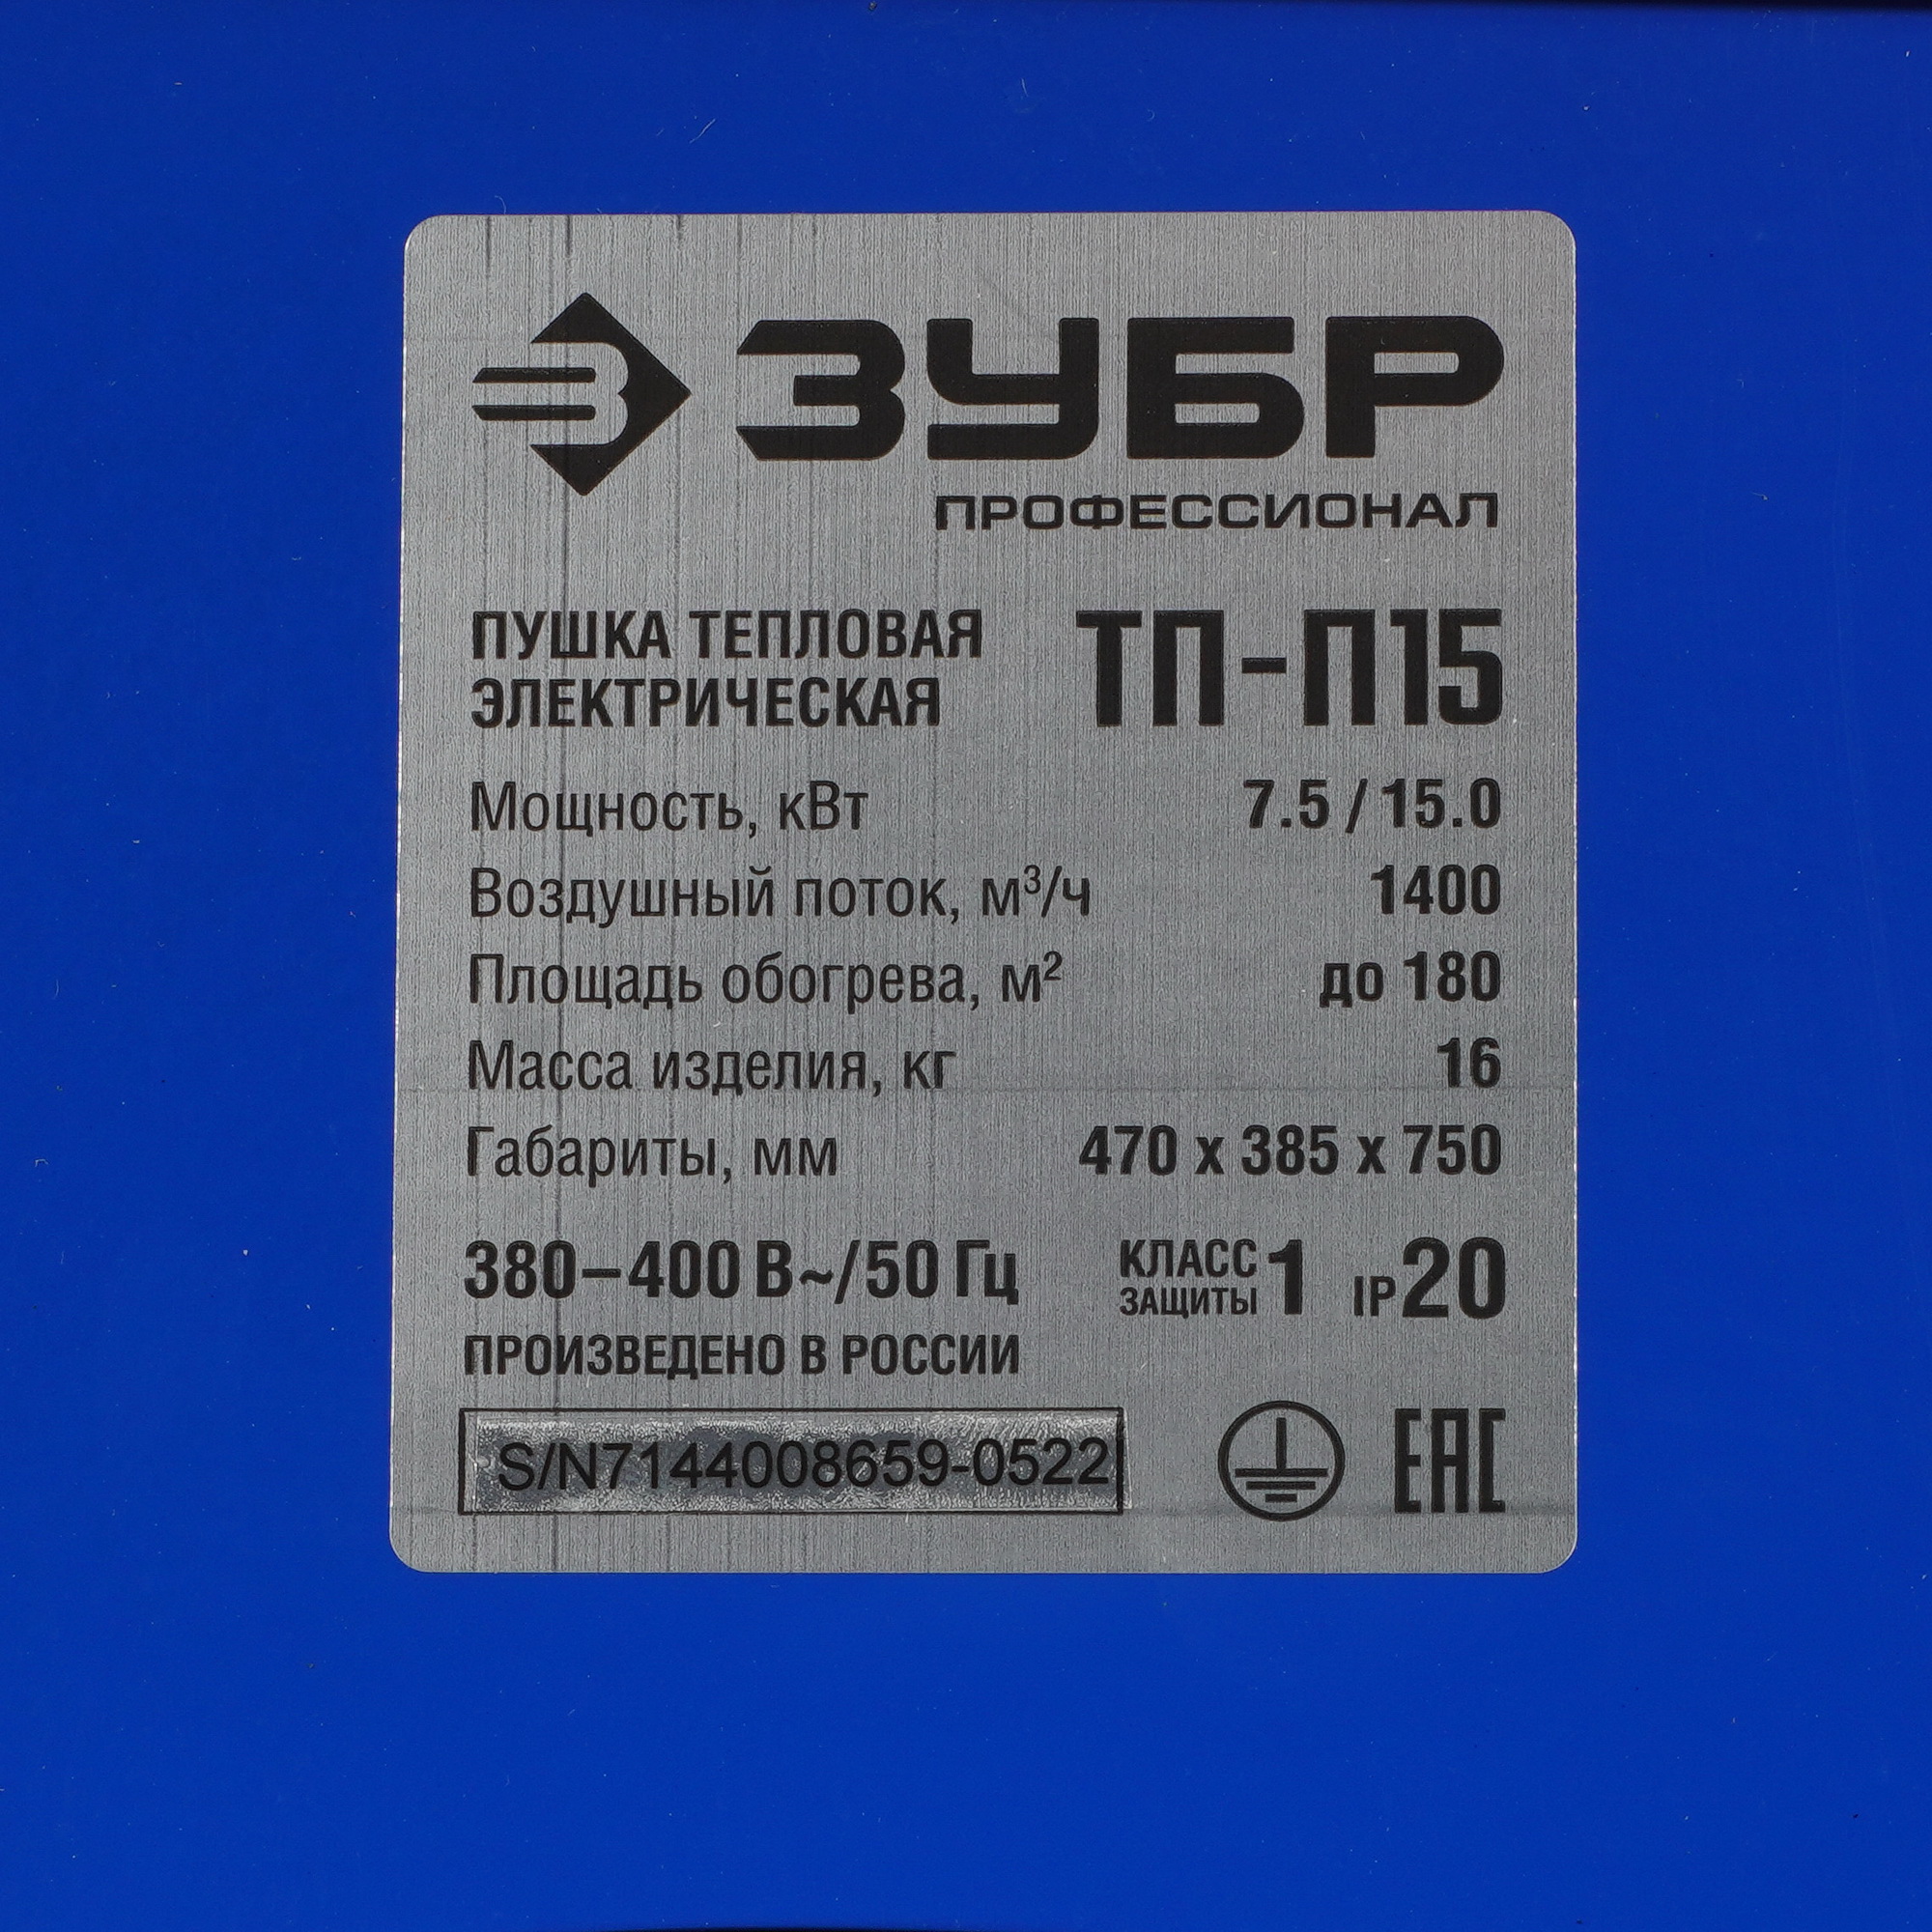 ЗУБР
ПРОФЕССИОНАЛ
ПУШКА ТЕПЛОВАЯ
ЭЛЕКТРИЧЕСКАЯ
ТП-П15
Мощность, кВт 7.5 / 15.0
Воздушный поток, м³/ч 1400
Площадь обогрева, м² до 180
Масса изделия, кг 16
Габариты, мм 470 x 385 x 750
380–400 В~/50 Гц
КЛАСС
ЗАЩИТЫ 1
IP20
ПРОИЗВЕДЕНО В РОССИИ
S/N7144008659-0522
EAC